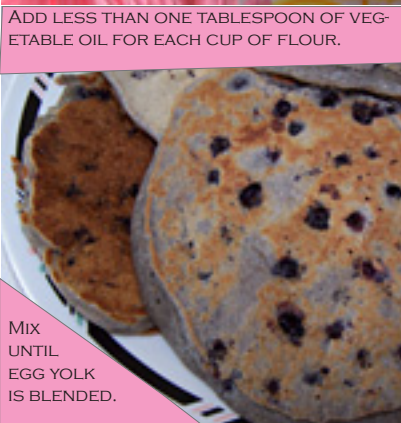 ADD LESS THAN ONE TABLESPOON OF VEG-
ETABLE OIL FOR EACH CUP OF FLOUR.
MIX
UNTIL
EGG YOLK
IS BLENDED.